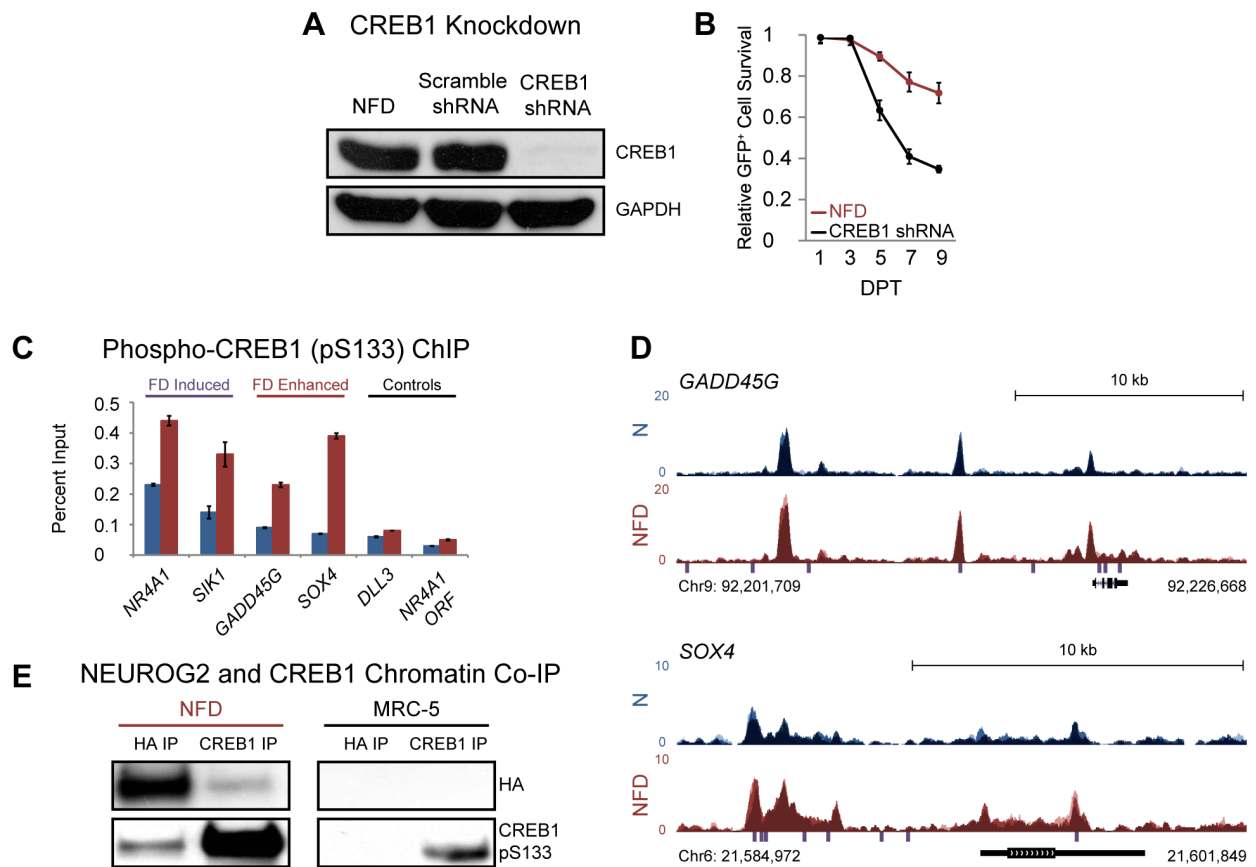 A CREB1 Knockdown
NFD
Scramble
shRNA
CREB1
shRNA
CREB1
GAPDH
B
Relative GFP+ Cell Survival
1
0.8
0.6
0.4
0.2
0
NFD
CREB1 shRNA
1 3 5 7 9
DPT
C Phospho-CREB1 (pS133) ChIP
FD Induced FD Enhanced Controls
Percent Input
0.5
0.4
0.3
0.2
0.1
0
NR4A1
SIK1
GADD45G
SOX4
DLL3
NR4A1
ORF
D
GADD45G
10 kb
20
N
0
20
NFD
0
Chr9: 92,201,709 92,226,668
SOX4
10 kb
10
N
0
10
NFD
0
Chr6: 21,584,972 21,601,849
E NEUROG2 and CREB1 Chromatin Co-IP
NFD MRC-5
HA IP CREB1 IP HA IP CREB1 IP
HA
CREB1
pS133